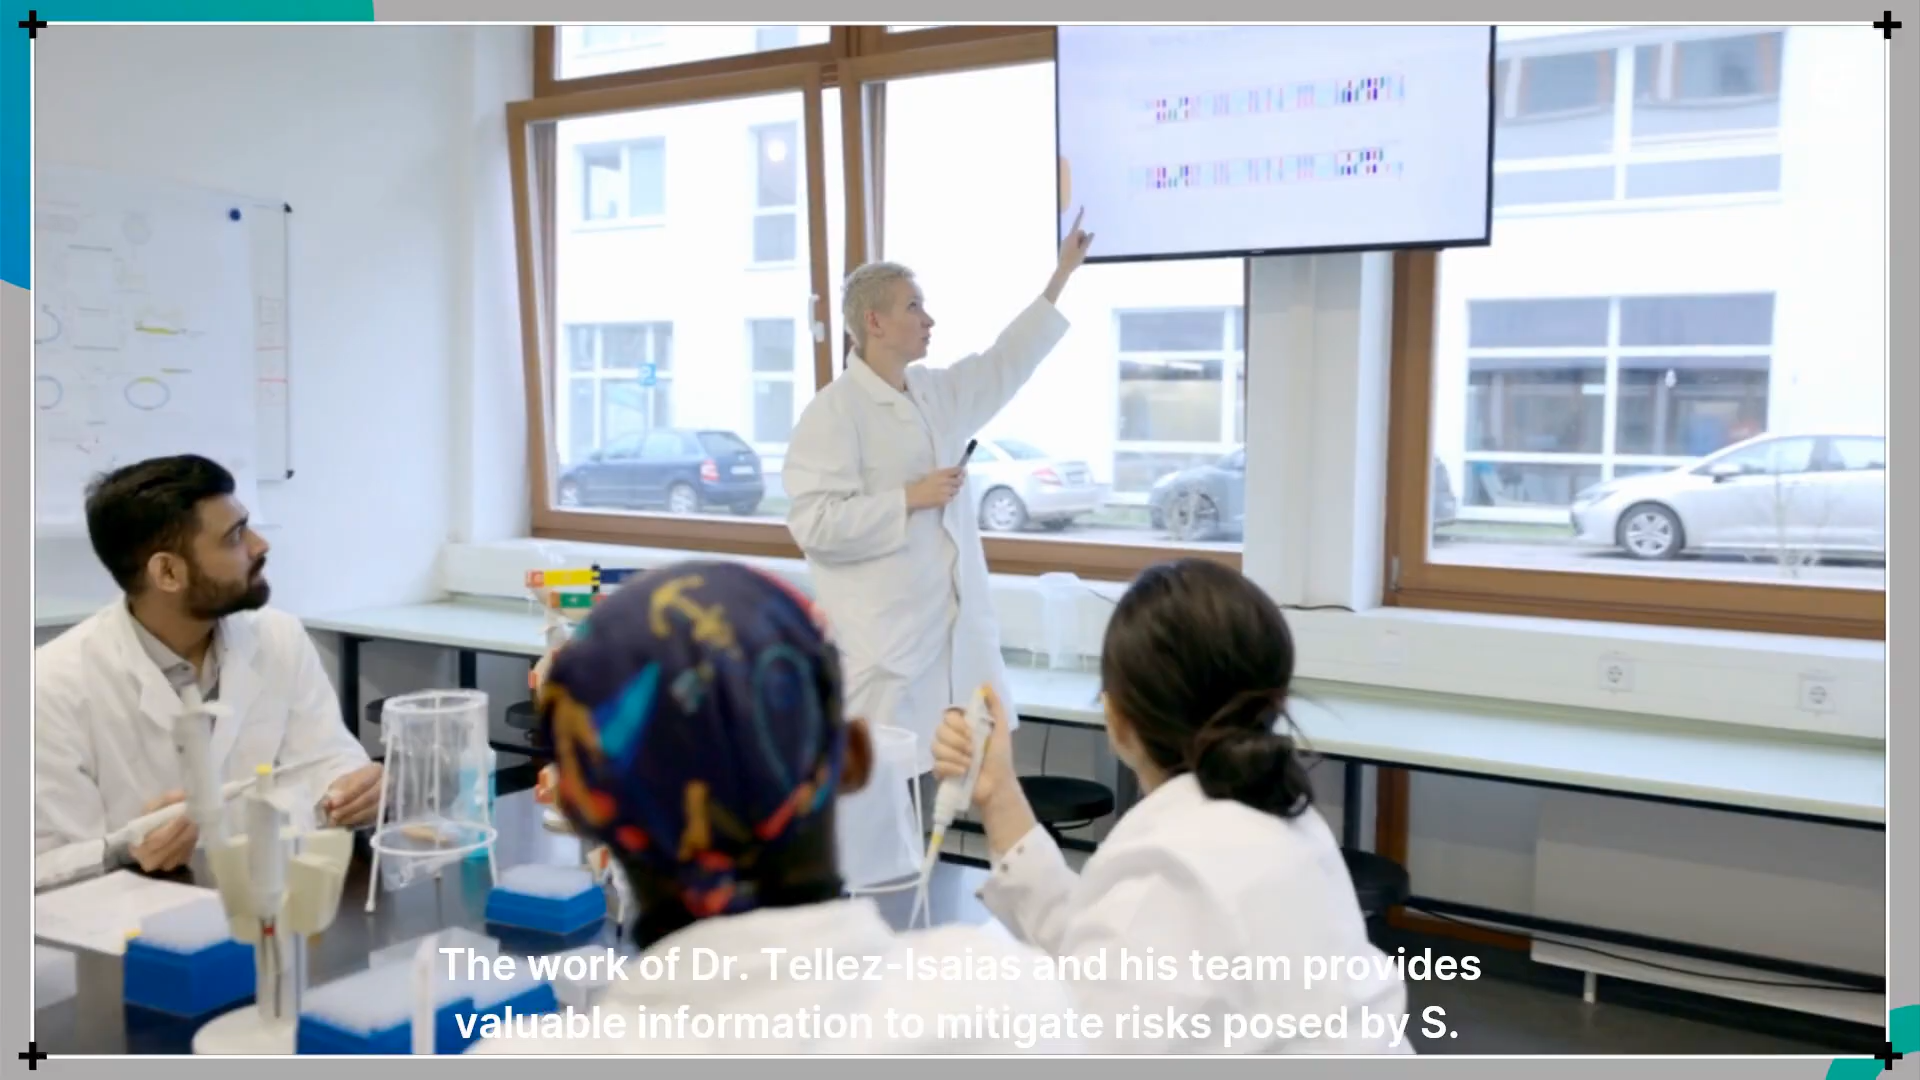 The work of Dr. Tellez-Isaias and his team provides
valuable information to mitigate risks posed by S.